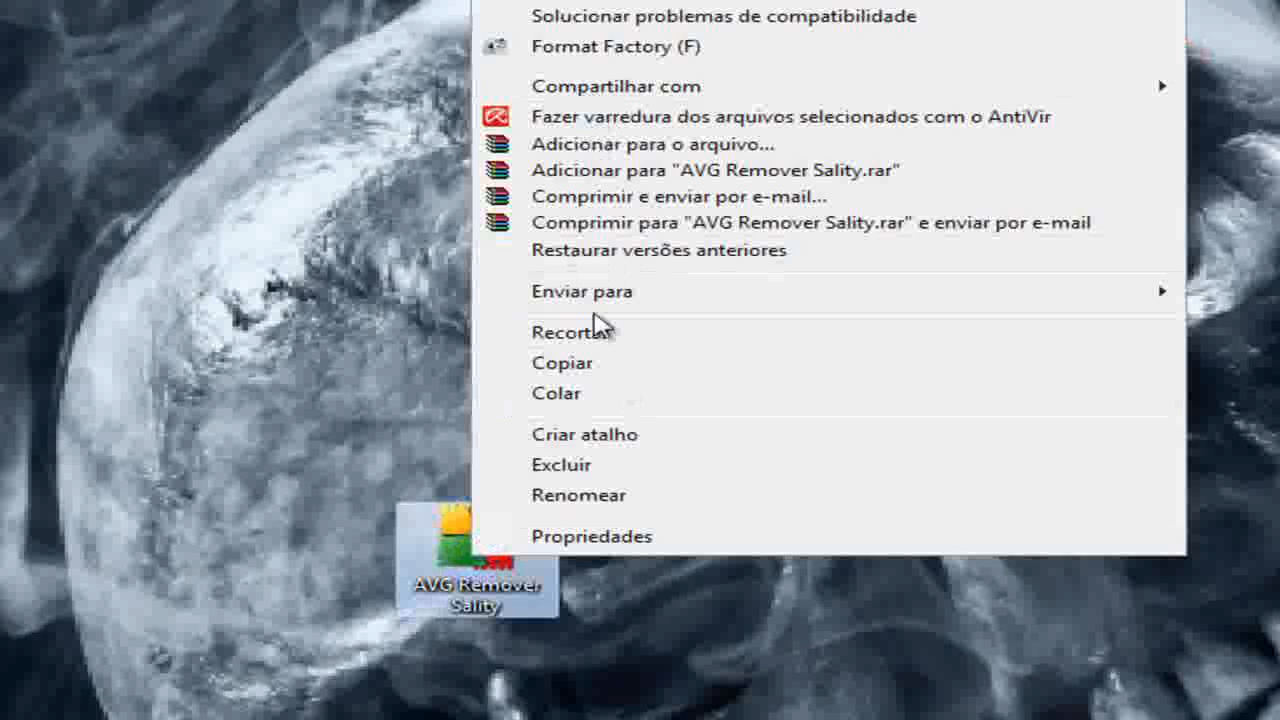 Solucionar problemas de compatibilidade
Format Factory (F)
Compartilhar com
Fazer varredura dos arquivos selecionados com o AntiVir
Adicionar para o arquivo...
Adicionar para "AVG Remover Sality.rar"
Comprimir e enviar por e-mail...
Comprimir para "AVG Remover Sality.rar" e enviar por e-mail
Restaurar versões anteriores
Enviar para
Recortar
Copiar
Colar
Criar atalho
Excluir
Renomear
Propriedades
AVG Remover
Sality